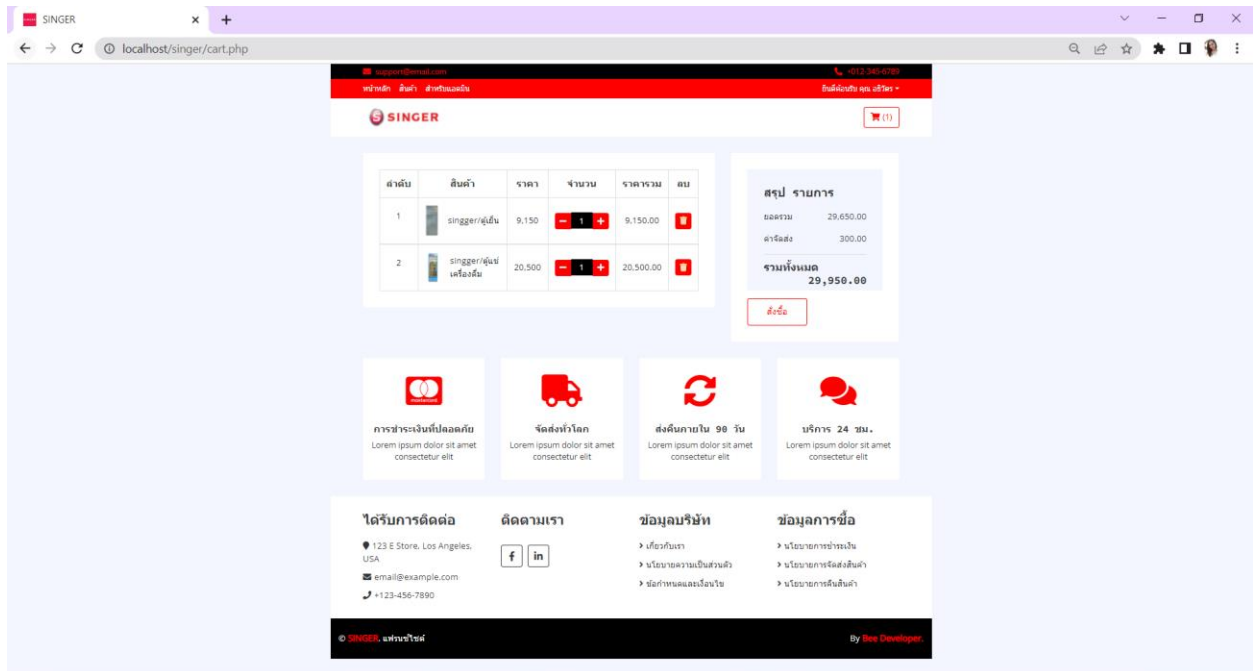 SINGER
localhost/singer/cart.php
support@email.com
+012-345-6789
หน้าหลัก สินค้า สำหรับแอดมิน
ยินดีต้อนรับ คุณ อริวัตร
SINGER
(1)
ลำดับ สินค้า ราคา จำนวน ราคารวม ลบ
1 singger/ตู้เย็น 9,150 1 9,150.00
2 singger/ตู้แช่
เครื่องดื่ม 20,500 1 20,500.00
สรุป รายการ
ยอดรวม 29,650.00
ค่าจัดส่ง 300.00
รวมทั้งหมด
29,950.00
สั่งซื้อ
mastercard
การชำระเงินที่ปลอดภัย
Lorem ipsum dolor sit amet
consectetur elit
จัดส่งทั่วโลก
Lorem ipsum dolor sit amet
consectetur elit
ส่งคืนภายใน 90 วัน
Lorem ipsum dolor sit amet
consectetur elit
บริการ 24 ชม.
Lorem ipsum dolor sit amet
consectetur elit
ได้รับการติดต่อ
123 E Store, Los Angeles,
USA
email@example.com
+123-456-7890
ติดตามเรา
ข้อมูลบริษัท
เกี่ยวกับเรา
นโยบายความเป็นส่วนตัว
ข้อกำหนดและเงื่อนไข
ข้อมูลการซื้อ
นโยบายการชำระเงิน
นโยบายการจัดส่งสินค้า
นโยบายการคืนสินค้า
© SINGER, แฟรนช์ไชต์
By Bee Developer.